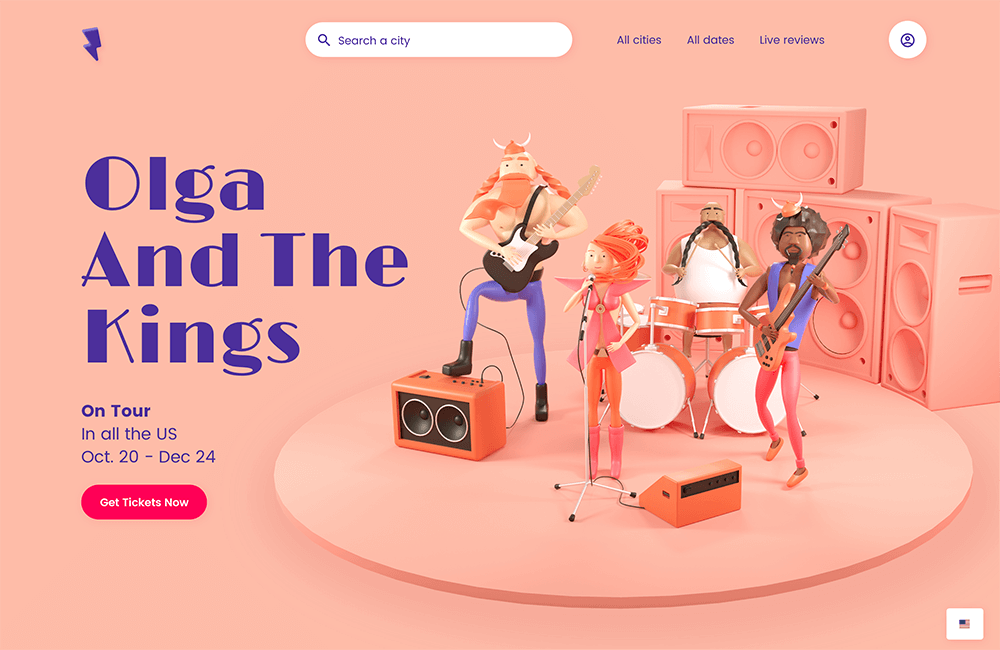 Search a city
All cities
All dates
Live reviews
Olga
And The
Kings
On Tour
In all the US
Oct. 20 - Dec 24
Get Tickets Now